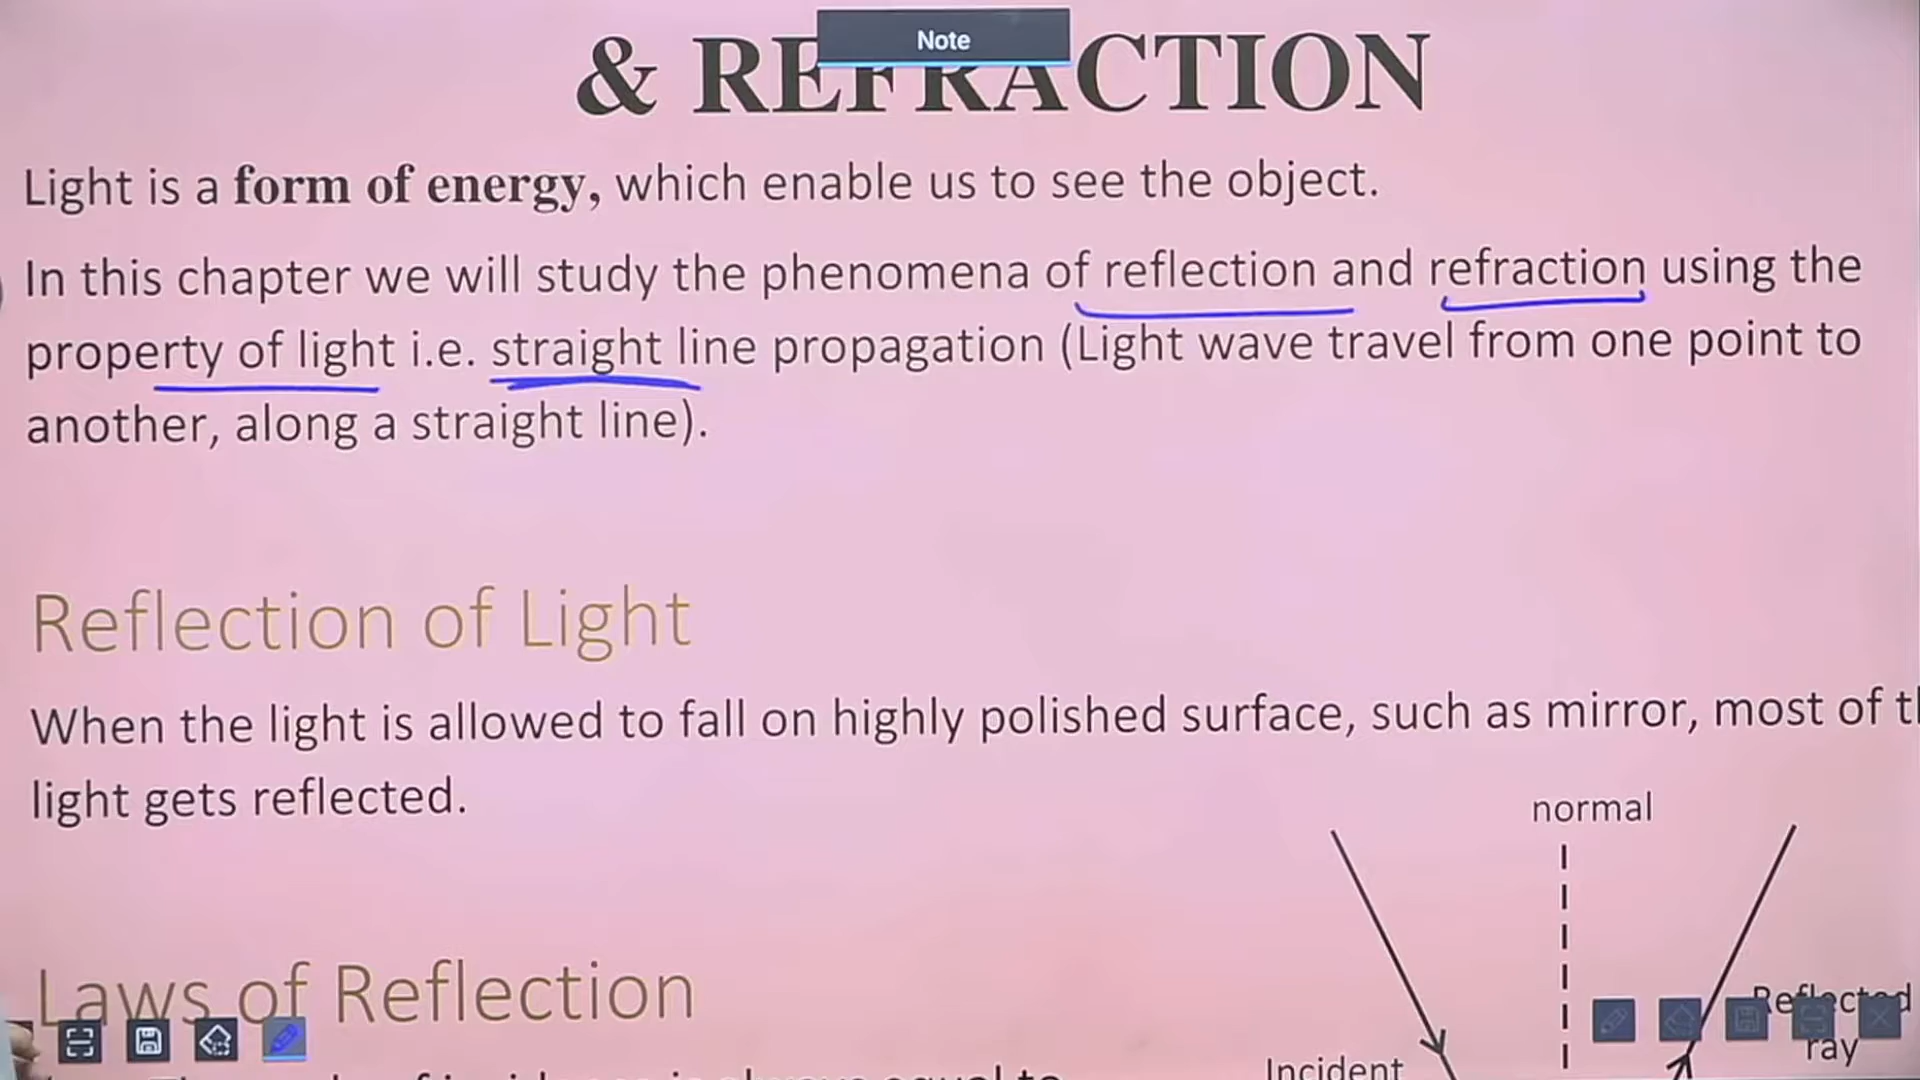 Note
& REFRACTION
Light is a form of energy, which enable us to see the object.
In this chapter we will study the phenomena of reflection and refraction using the
property of light i.e. straight line propagation (Light wave travel from one point to
another, along a straight line).
Reflection of Light
When the light is allowed to fall on highly polished surface, such as mirror, most of
light gets reflected.
normal
Laws of Reflection
Reflected
ray
Incident